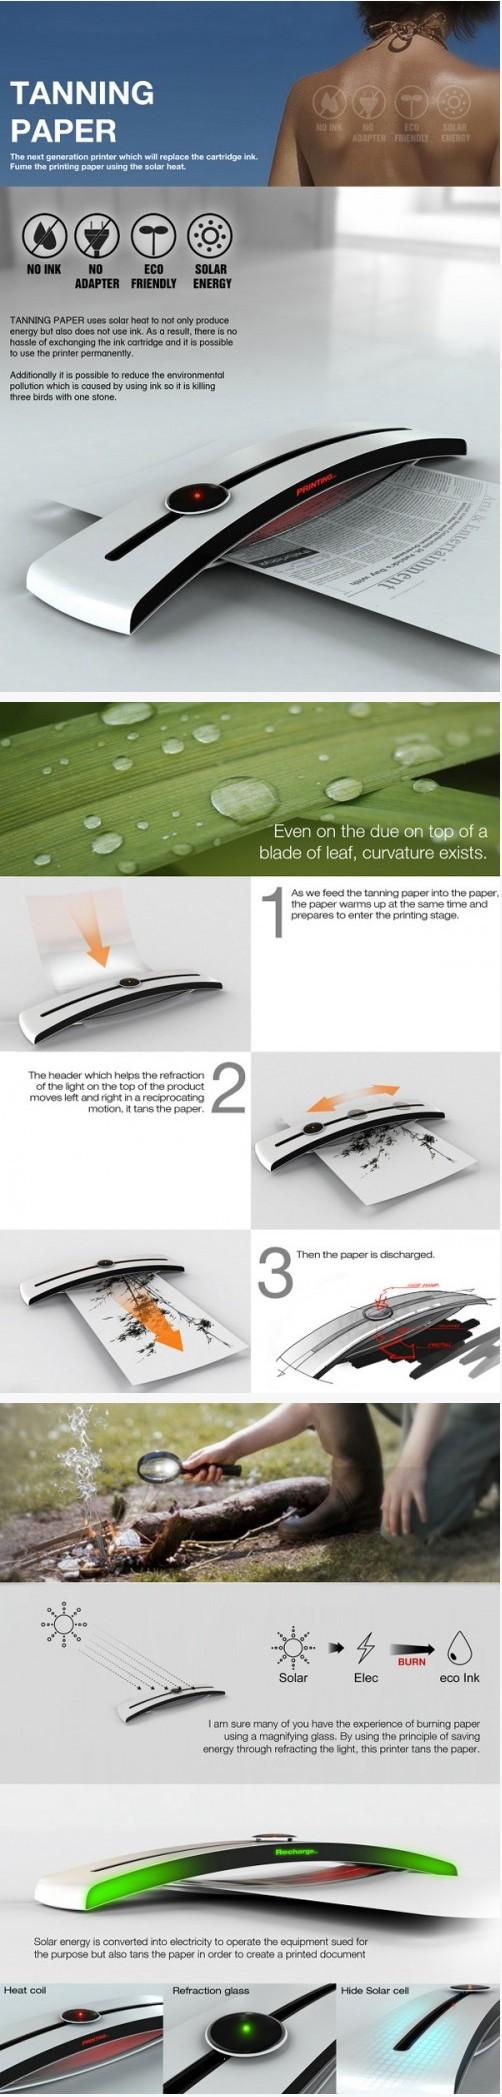 TANNING
PAPER
The next generation printer which will replace the cartridge ink.
Fume the printing paper using the solar heat.
NO INK
NO
ADAPTER
ECO
FRIENDLY
SOLAR
ENERGY
NO INK
NO
ADAPTER
ECO
FRIENDLY
SOLAR
ENERGY
TANNING PAPER uses solar heat to not only produce
energy but also does not use ink. As a result, there is no
hassle of exchanging the ink cartridge and it is possible
to use the printer permanently.
Additionally it is possible to reduce the environmental
pollution which is caused by using ink so it is killing
three birds with one stone.
PRINTING...
Arts & Entertainment
Even on the due on top of a
blade of leaf, curvature exists.
1
As we feed the tanning paper into the paper,
the paper warms up at the same time and
prepares to enter the printing stage.
The header which helps the refraction
of the light on the top of the product
moves left and right in a reciprocating
motion, it tans the paper.
2
3
Then the paper is discharged.
Solar
Elec
BURN
eco Ink
I am sure many of you have the experience of burning paper
using a magnifying glass. By using the principle of saving
energy through refracting the light, this printer tans the paper.
Recharge...
Solar energy is converted into electricity to operate the equipment sued for
the purpose but also tans the paper in order to create a printed document
Heat coil
Refraction glass
Hide Solar cell
PRINTING...